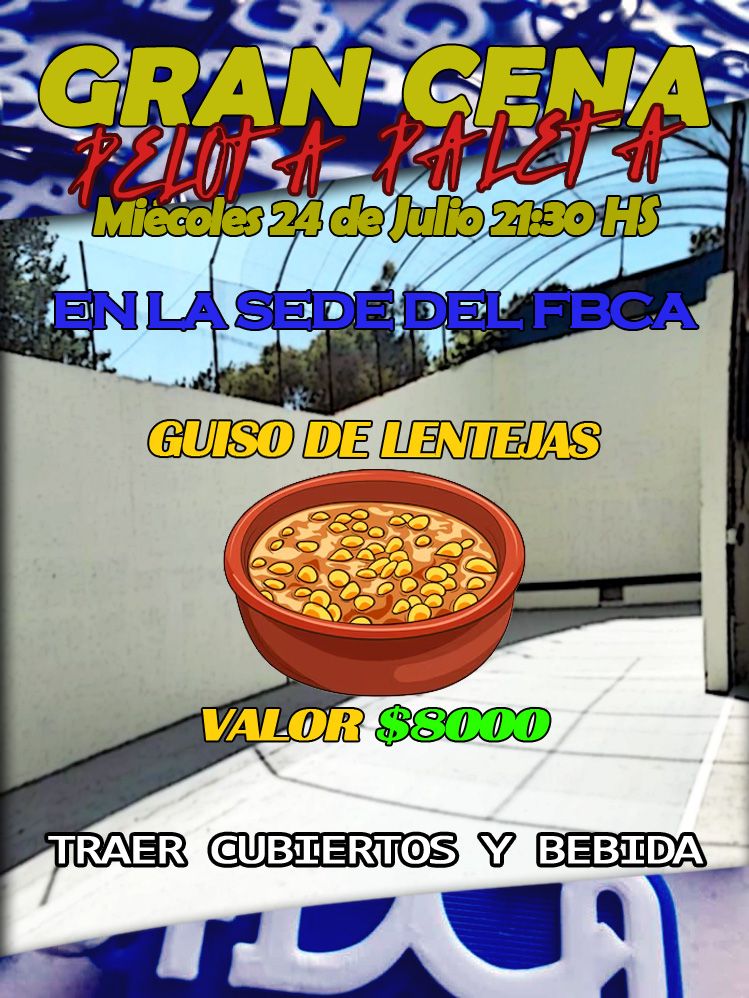 GRAN CENA
PELOTA PALETA
Miecoles 24 de Julio 21:30 HS
EN LA SEDE DEL FBCA
GUISO DE LENTEJAS
VALOR $8000
TRAER CUBIERTOS Y BEBIDA